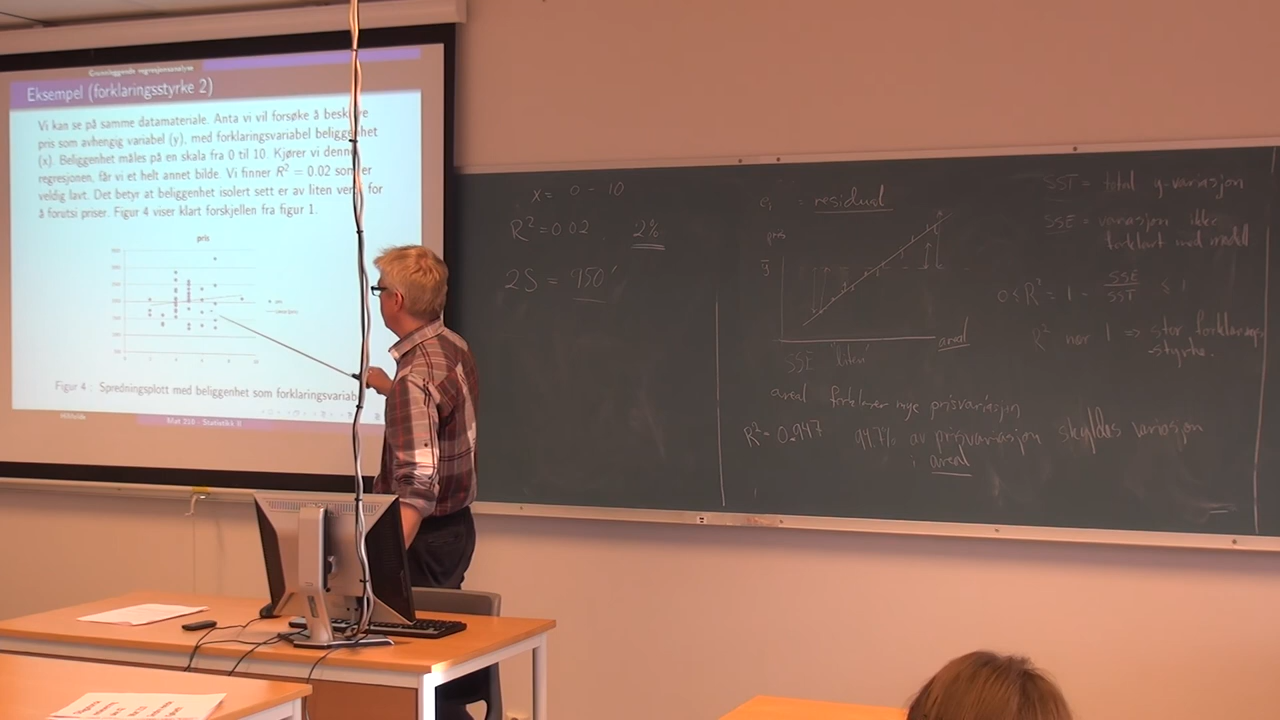 Grunnleggende regresjonsanalyse
Eksempel (forklaringsstyrke 2)
Vi kan se på samme datamateriale. Anta vi vil forsøke å beskrive
pris som avhengig variabel (y), med forklaringsvariabel beliggenhet
(x). Beliggenhet måles på en skala fra 0 til 10. Kjører vi denne
regresjonen, får vi et helt annet bilde. Vi finner R² = 0.02 som er
veldig lavt. Det betyr at beliggenhet isolert sett er av liten verdi for
å forutsi priser. Figur 4 viser klart forskjellen fra figur 1.
pris
Figur 4 : Spredningsplott med beliggenhet som forklaringsvariabel
Mat 210 - Statistikk II
x = 0 - 10
R² = 0.02 . 2%
2S = 950'
e_i = residual
pris
ȳ
areal
SSE "liten"
areal forklarer mye prisvariasjon
R² = 0.947 94.7% av prisvariasjon skyldes variasjon
i areal
SST = total y-variasjon
SSE = variasjon ikke
forklart med modell
0 ≤ R² = 1 - SSE/SST ≤ 1
R² nær 1 => stor forklarings
-styrke.